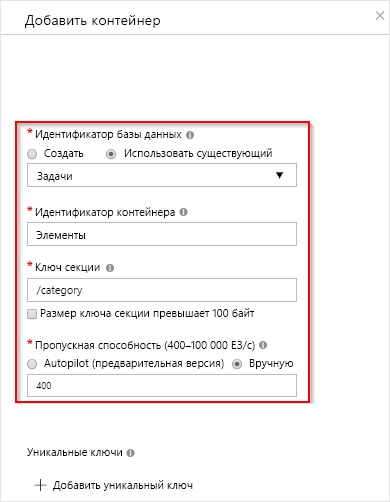 Добавить контейнер
* Идентификатор базы данных
Создать Использовать существующий
Задачи
* Идентификатор контейнера
Элементы
* Ключ секции
/category
Размер ключа секции превышает 100 байт
* Пропускная способность (400–100 000 ЕЗ/с)
Autopilot (предварительная версия) Вручную
400
Уникальные ключи
+ Добавить уникальный ключ